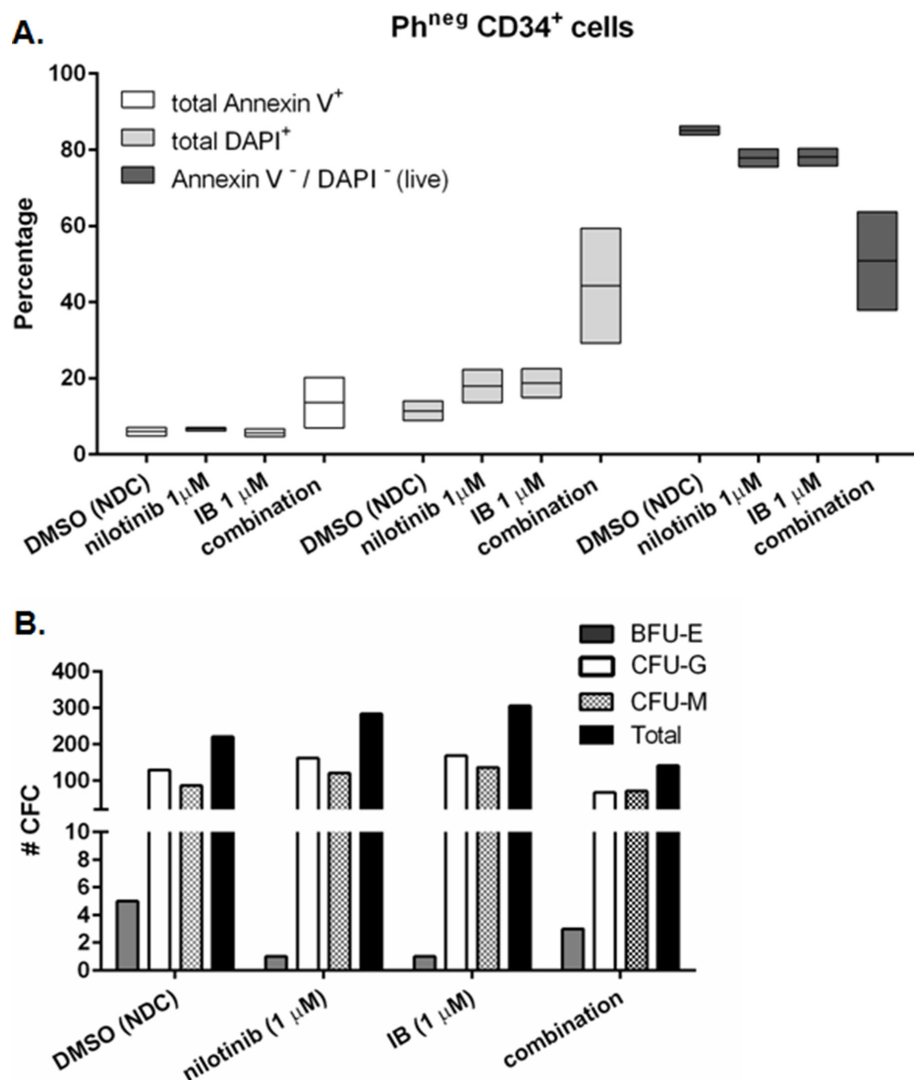 A.
Ph^neg CD34^+ cells
Percentage
100
80
60
40
20
0
total Annexin V^+
total DAPI^+
Annexin V^- / DAPI^- (live)
DMSO (NDC)
nilotinib 1μM
IB 1 μM
combination
DMSO (NDC)
nilotinib 1μM
IB 1 μM
combination
DMSO (NDC)
nilotinib 1μM
IB 1 μM
combination
B.
# CFC
400
300
200
100
10
8
6
4
2
0
BFU-E
CFU-G
CFU-M
Total
DMSO (NDC)
nilotinib (1 μM)
IB (1 μM)
combination